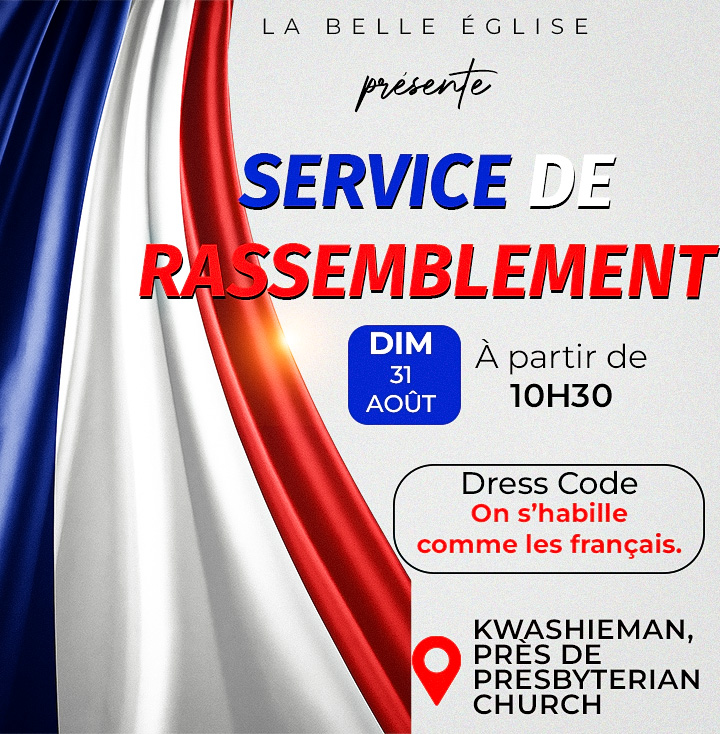 LA BELLE ÉGLISE
présente
SERVICE DE
RASSEMBLEMENT
DIM
31
AOÛT
À partir de
10H30
Dress Code
On s'habille
comme les français.
KWASHIEMAN,
PRÈS DE
PRESBYTERIAN
CHURCH